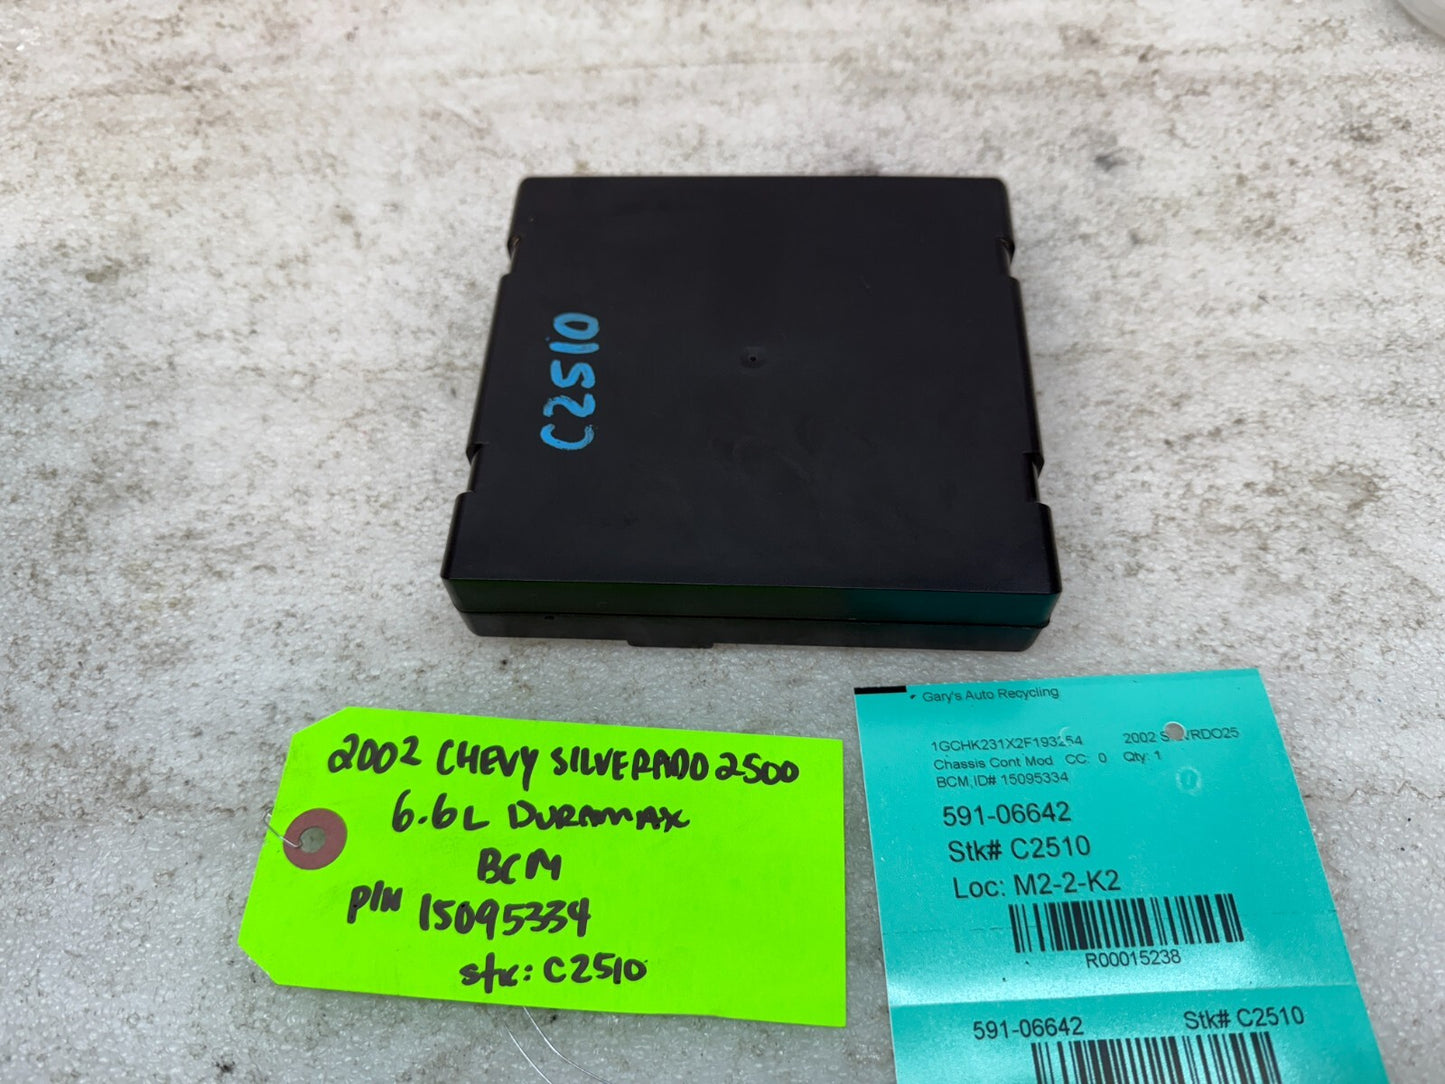 C2510
2002 CHEVY SILVERADO 2500
6.6L DURAMAX
BCM
P/N 15095334
stk: C2510
Gary's Auto Recycling
1GCHK231X2F193254 2002
Chassis Cont Mod CC: 0 Qty: 1
BCM,ID# 15095334
591-06642
Stk# C2510
Loc: M2-2-K2
R00015238
591-06642 Stk# C2510